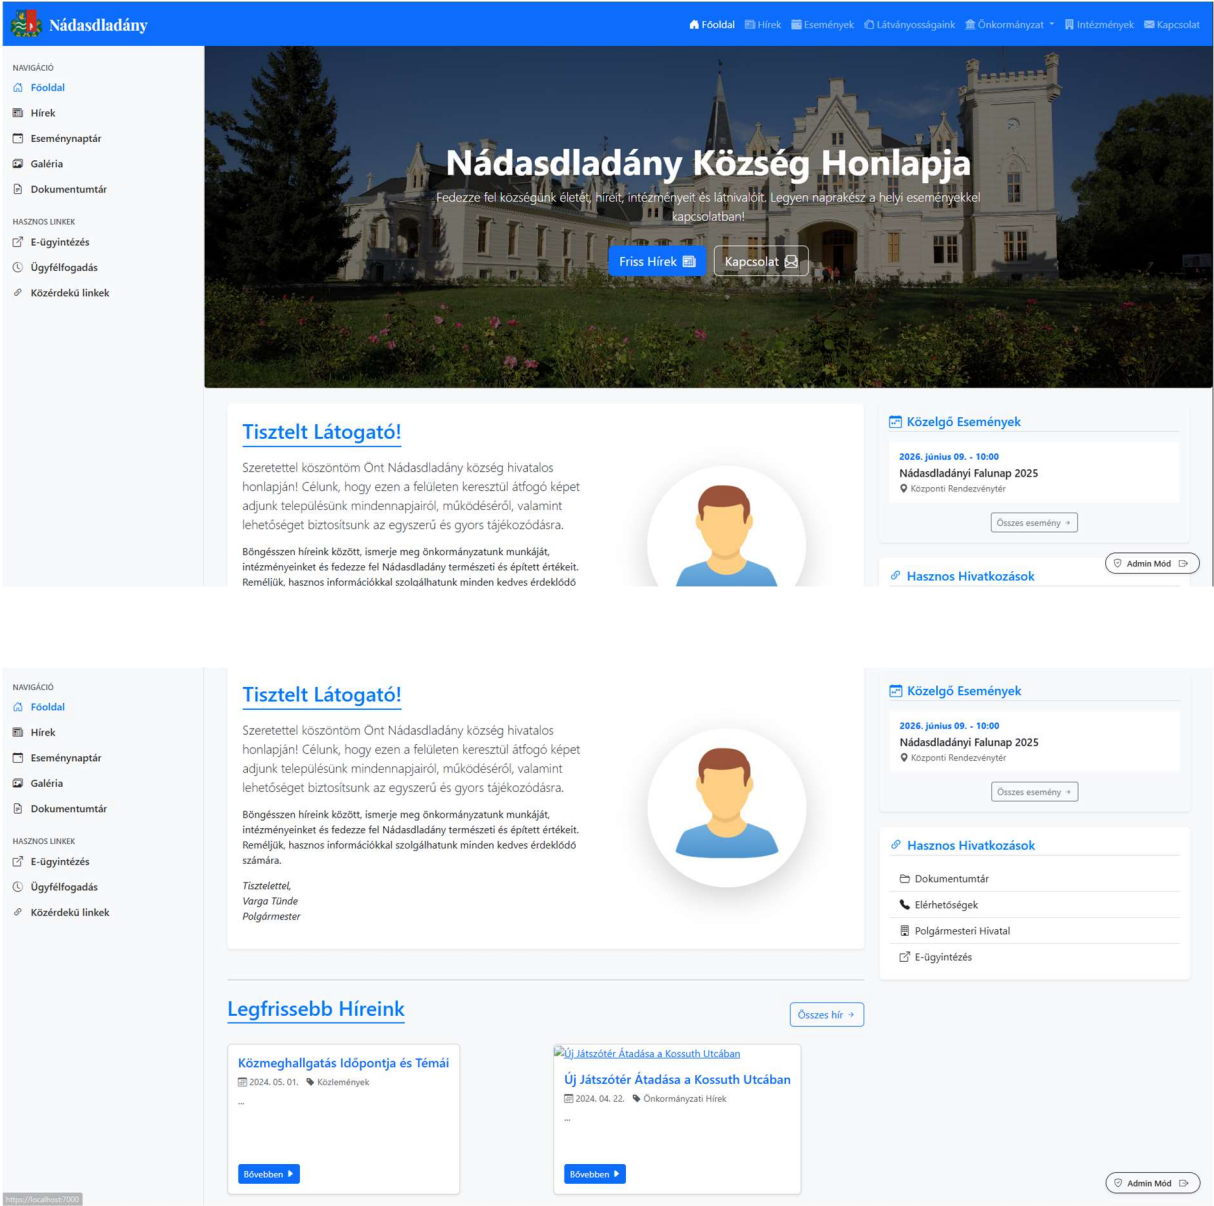 Nádasdladány
Főoldal Hírek Események Látványosságaink Önkormányzat Intézmények Kapcsolat
NAVIGÁCIÓ
Főoldal
Hírek
Eseménynaptár
Galéria
Dokumentumtár
HASZNOS LINKEK
E-ügyintézés
Ügyfélfogadás
Közérdekű linkek
Nádasdladány Község Honlapja
Fedezze fel községünk életét, híreit, intézményeit és látnivalóit. Legyen naprakész a helyi eseményekkel
kapcsolatban!
Friss Hírek
Kapcsolat
Tisztelt Látogató!
Szeretettel köszöntöm Önt Nádasdladány község hivatalos
honlapján! Célunk, hogy ezen a felületen keresztül átfogó képet
adjunk településünk mindennapjairól, működéséről, valamint
lehetőséget biztosítsunk az egyszerű és gyors tájékozódásra.
Böngésszen híreink között, ismerje meg önkormányzatunk munkáját,
intézményeinket és fedezze fel Nádasdladány természeti és épített értékeit.
Reméljük, hasznos információkkal szolgálhatunk minden kedves érdeklődő
Közelgő Események
2026. június 09. - 10:00
Nádasdladányi Falunap 2025
Központi Rendezvénytér
Összes esemény →
Hasznos Hivatkozások
Admin Mód
NAVIGÁCIÓ
Főoldal
Hírek
Eseménynaptár
Galéria
Dokumentumtár
HASZNOS LINKEK
E-ügyintézés
Ügyfélfogadás
Közérdekű linkek
Tisztelt Látogató!
Szeretettel köszöntöm Önt Nádasdladány község hivatalos
honlapján! Célunk, hogy ezen a felületen keresztül átfogó képet
adjunk településünk mindennapjairól, működéséről, valamint
lehetőséget biztosítsunk az egyszerű és gyors tájékozódásra.
Böngésszen híreink között, ismerje meg önkormányzatunk munkáját,
intézményeinket és fedezze fel Nádasdladány természeti és épített értékeit.
Reméljük, hasznos információkkal szolgálhatunk minden kedves érdeklődő
számára.
Tisztelettel,
Varga Tünde
Polgármester
Közelgő Események
2026. június 09. - 10:00
Nádasdladányi Falunap 2025
Központi Rendezvénytér
Összes esemény →
Hasznos Hivatkozások
Dokumentumtár
Elérhetőségek
Polgármesteri Hivatal
E-ügyintézés
Legfrissebb Híreink
Összes hír →
Közmeghallgatás Időpontja és Témái
2024. 05. 01. Közlemények
...
Bővebben
Új Játszótér Átadása a Kossuth Utcában
Új Játszótér Átadása a Kossuth Utcában
2024. 04. 22. Önkormányzati Hírek
...
Bővebben
Admin Mód
https://localhost:7000